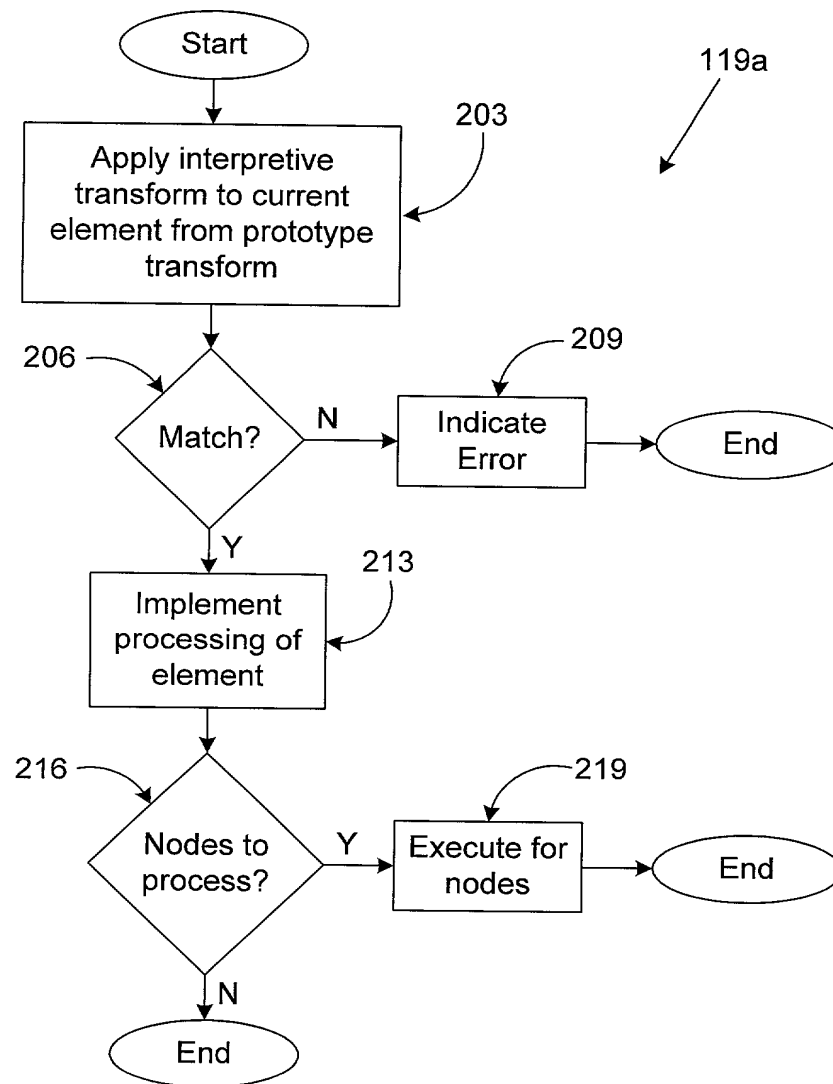 Start
119a
203
Apply interpretive
transform to current
element from prototype
transform
206
209
Match?
N
Indicate
Error
End
Y
213
Implement
processing of
element
216
219
Nodes to
process?
Y
Execute for
nodes
End
N
End